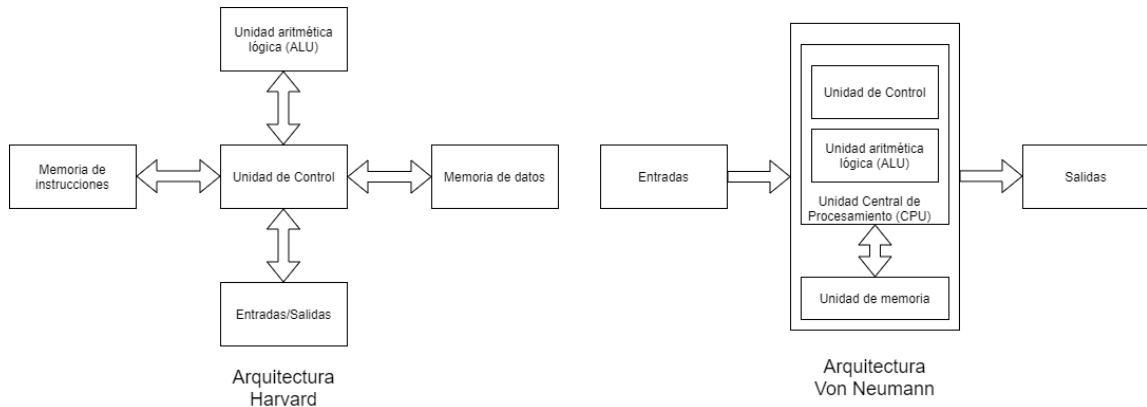 Unidad aritmética
lógica (ALU)
Memoria de
instrucciones
Unidad de Control
Memoria de datos
Entradas/Salidas
Arquitectura
Harvard
Entradas
Unidad de Control
Unidad aritmética
lógica (ALU)
Unidad Central de
Procesamiento (CPU)
Unidad de memoria
Salidas
Arquitectura
Von Neumann